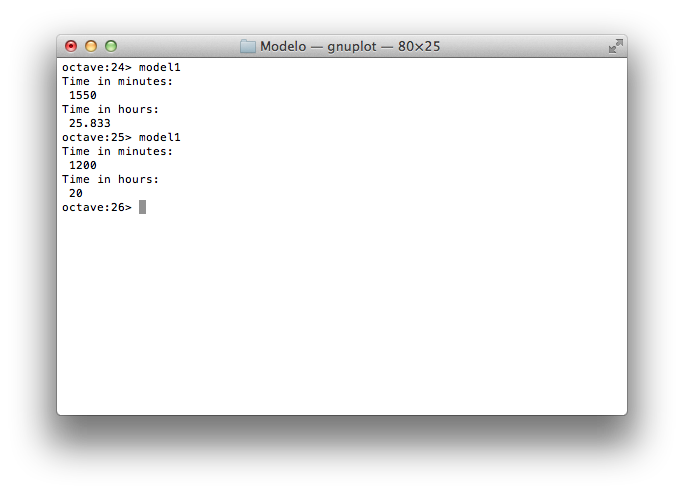 Modelo — gnuplot — 80×25
octave:24> model1
Time in minutes:
 1550
Time in hours:
 25.833
octave:25> model1
Time in minutes:
 1200
Time in hours:
 20
octave:26>